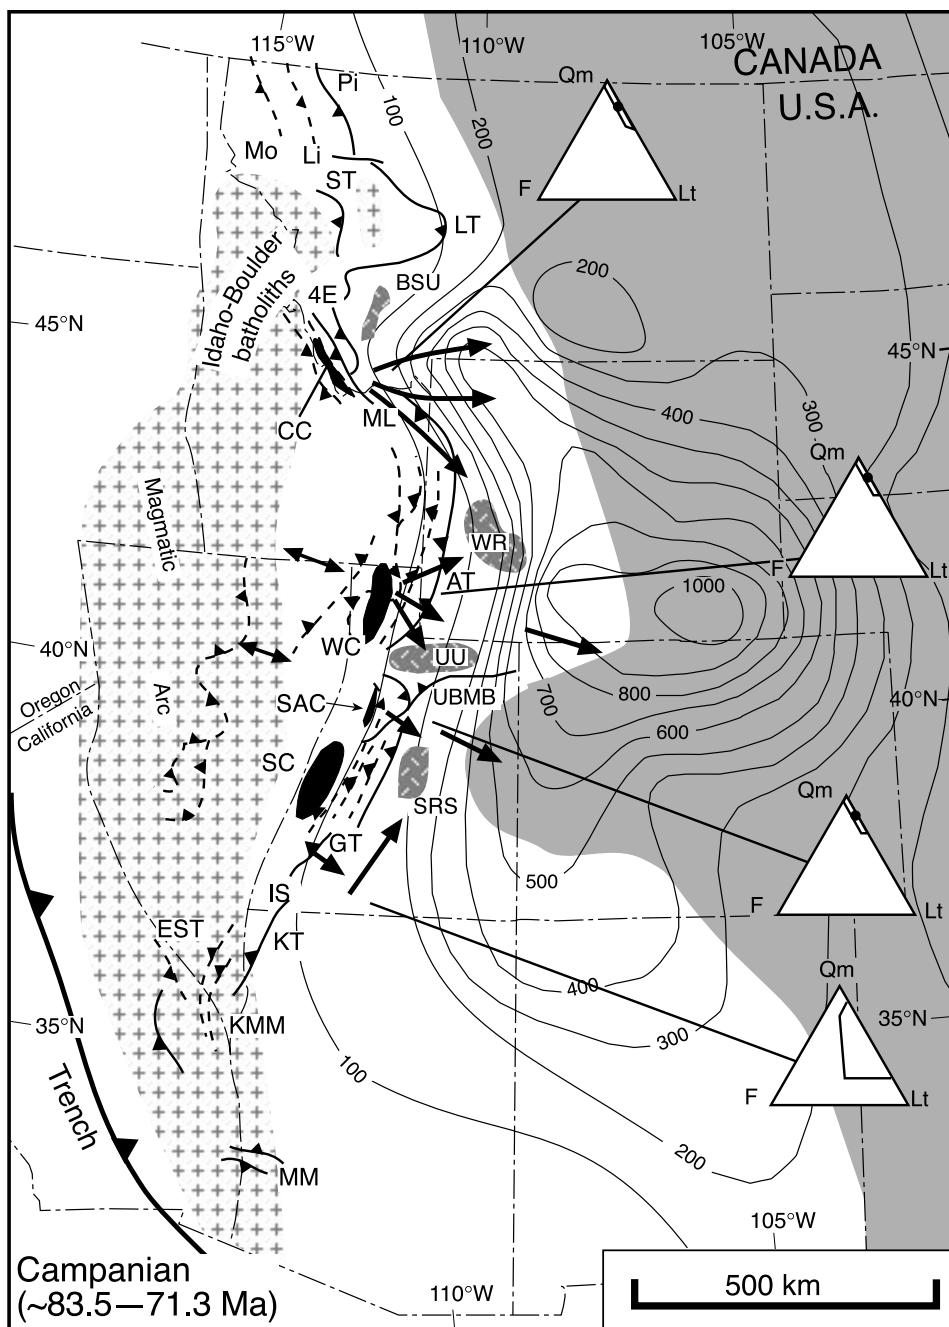 115°W
110°W
105°W
CANADA
U.S.A.
Qm
F
Lt
Pi
100
200
Mo
Li
ST
LT
BSU
4E
200
Idaho-Boulder
batholiths
45°N
45°N
300
400
CC
ML
Qm
F
Lt
Magmatic
WR
AT
1000
40°N
WC
UU
UBMB
Oregon
California
Arc
SAC
700
800
40°N
600
SC
SRS
Qm
F
Lt
GT
500
IS
EST
KT
Qm
F
Lt
400
35°N
KMM
35°N
300
100
Trench
200
MM
105°W
Campanian
(~83.5—71.3 Ma)
110°W
500 km